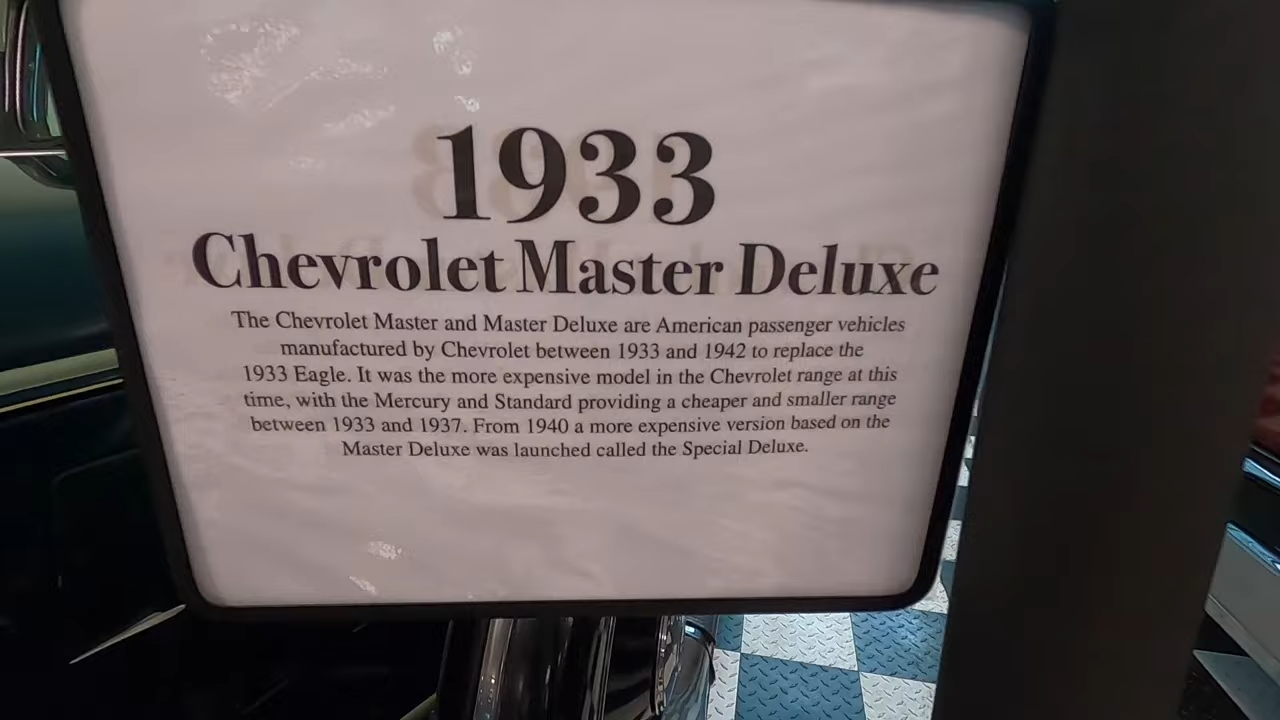 1933
Chevrolet Master Deluxe
The Chevrolet Master and Master Deluxe are American passenger vehicles
manufactured by Chevrolet between 1933 and 1942 to replace the
1933 Eagle. It was the more expensive model in the Chevrolet range at this
time, with the Mercury and Standard providing a cheaper and smaller range
between 1933 and 1937. From 1940 a more expensive version based on the
Master Deluxe was launched called the Special Deluxe.